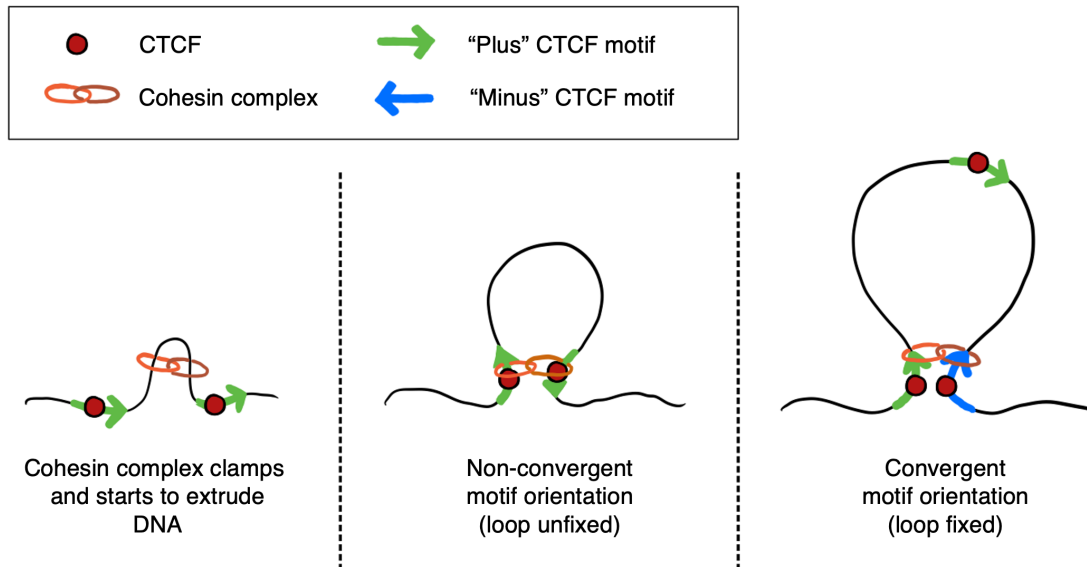 CTCF
“Plus” CTCF motif
Cohesin complex
“Minus” CTCF motif
Cohesin complex clamps
and starts to extrude
DNA
Non-convergent
motif orientation
(loop unfixed)
Convergent
motif orientation
(loop fixed)